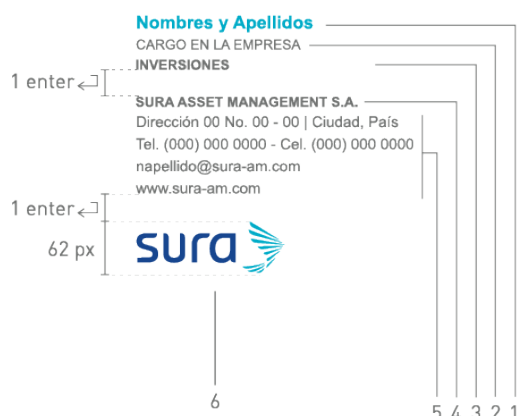 Nombres y Apellidos
CARGO EN LA EMPRESA
INVERSIONES
1 enter
SURA ASSET MANAGEMENT S.A.
Dirección 00 No. 00 - 00 | Ciudad, País
Tel. (000) 000 0000 - Cel. (000) 000 0000
napellido@sura-am.com
www.sura-am.com
1 enter
62 px
sura
6
5 4 3 2 1